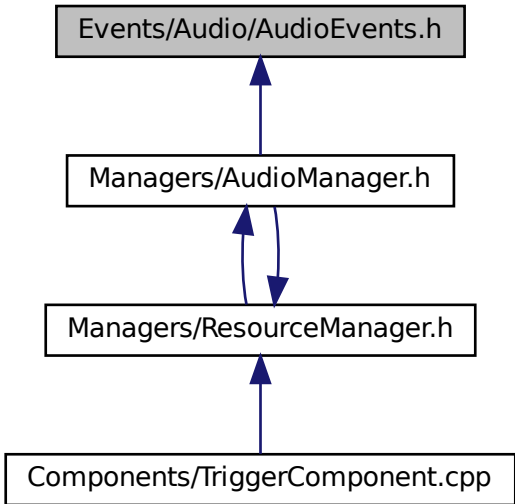 Events/Audio/AudioEvents.h
Managers/AudioManager.h
Managers/ResourceManager.h
Components/TriggerComponent.cpp